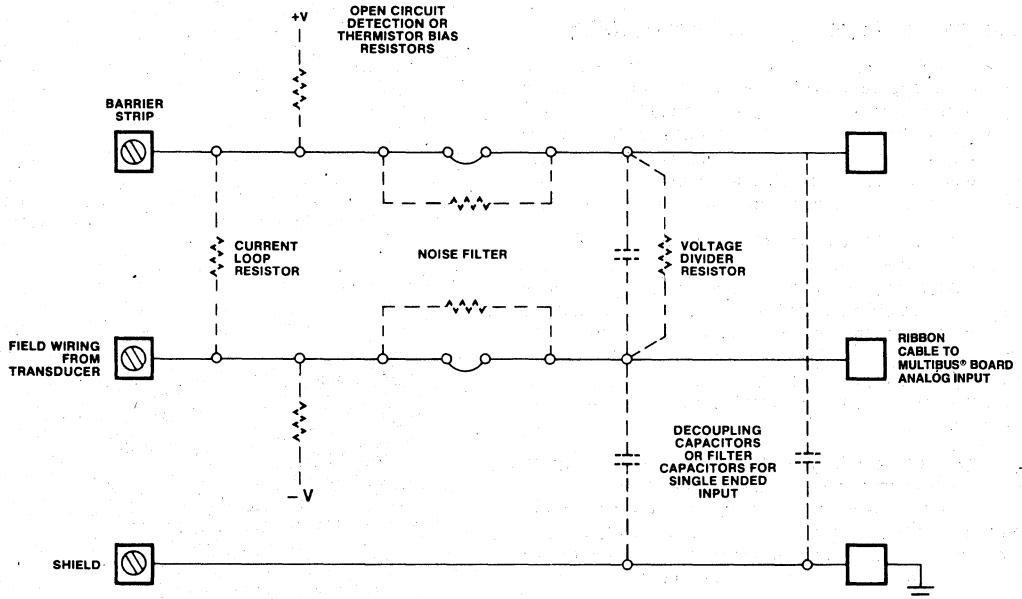 +V
OPEN CIRCUIT
DETECTION OR
THERMISTOR BIAS
RESISTORS
BARRIER
STRIP
CURRENT
LOOP
RESISTOR
NOISE FILTER
VOLTAGE
DIVIDER
RESISTOR
FIELD WIRING
FROM
TRANSDUCER
RIBBON
CABLE TO
MULTIBUS® BOARD
ANALOG INPUT
– V
DECOUPLING
CAPACITORS
OR FILTER
CAPACITORS FOR
SINGLE ENDED
INPUT
SHIELD